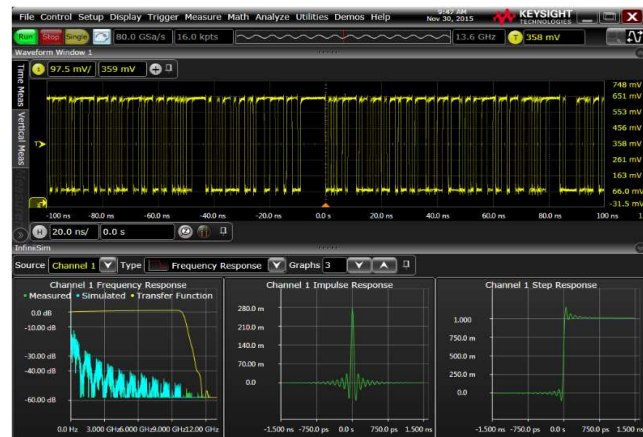 File Control Setup Display Trigger Measure Math Analyze Utilities Demos Help
9:47 AM
Nov 30, 2015
KEYSIGHT
TECHNOLOGIES
Run Stop Single 80.0 GSa/s 16.0 kpts 13.6 GHz T 358 mV
Waveform Window 1
Time Meas
Vertical Meas
1 97.5 mV/ 359 mV
748 mV
651 mV
553 mV
456 mV
358 mV
261 mV
163 mV
66.0 mV
-31.5 mV
T
-100 ns -80.0 ns -60.0 ns -40.0 ns -20.0 ns 0.0 s 20.0 ns 40.0 ns 60.0 ns 80.0 ns 100 ns
H 20.0 ns/ 0.0 s
InfiniiSim
Source Channel 1 Type Frequency Response Graphs 3
Channel 1 Frequency Response
Measured Simulated Transfer Function
0.0 dB
-10.00 dB
-30.00 dB
-40.00 dB
-60.00 dB
0.0 Hz 3.000 GHz 6.000 GHz 9.000 GHz 12.00 GHz
Channel 1 Impulse Response
280.0 m
210.0 m
140.0 m
70.00 m
0.0
-1.500 ns -750.0 ps 0.0 s 750.0 ps 1.500 ns
Channel 1 Step Response
1.000
750.0 m
500.0 m
250.0 m
0.0
-1.500 ns -750.0 ps 0.0 s 750.0 ps 1.500 ns